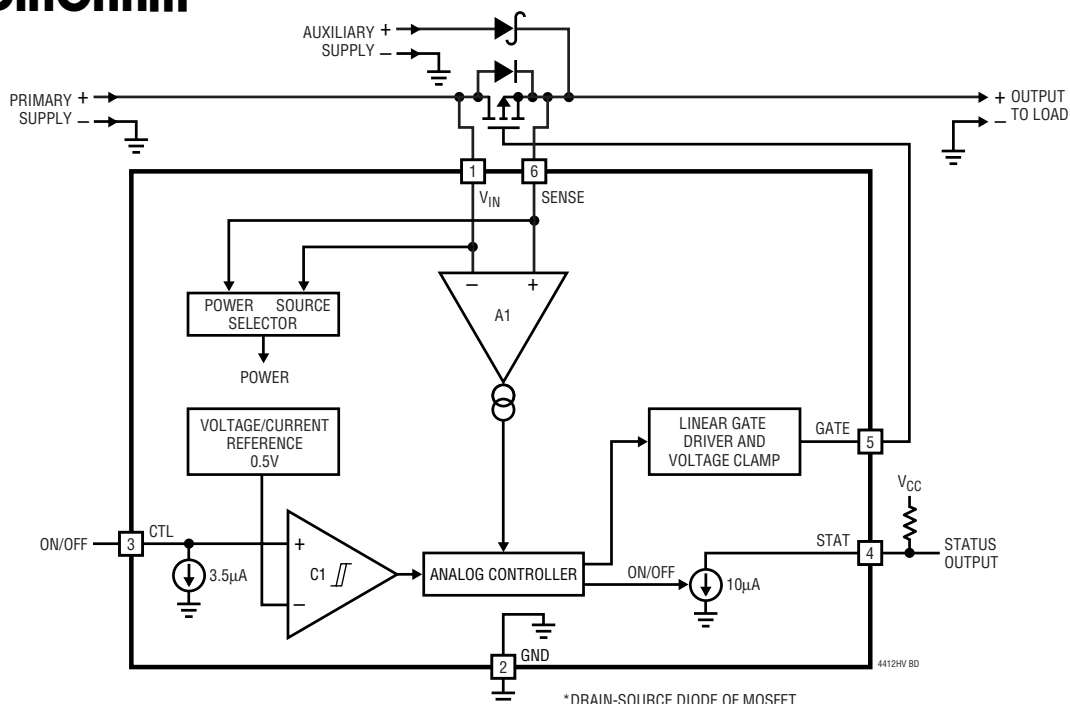 AUXILIARY +
SUPPLY –
PRIMARY +
SUPPLY –
+ OUTPUT
– TO LOAD
1
6
V_IN
SENSE
– +
A1
POWER SOURCE
SELECTOR
POWER
VOLTAGE/CURRENT
REFERENCE
0.5V
LINEAR GATE
DRIVER AND
VOLTAGE CLAMP
GATE
5
V_CC
ON/OFF
3
CTL
+
C1
–
3.5µA
ANALOG CONTROLLER
ON/OFF
10µA
STAT
4
STATUS
OUTPUT
2
GND
4412HV BD
*DRAIN-SOURCE DIODE OF MOSFET